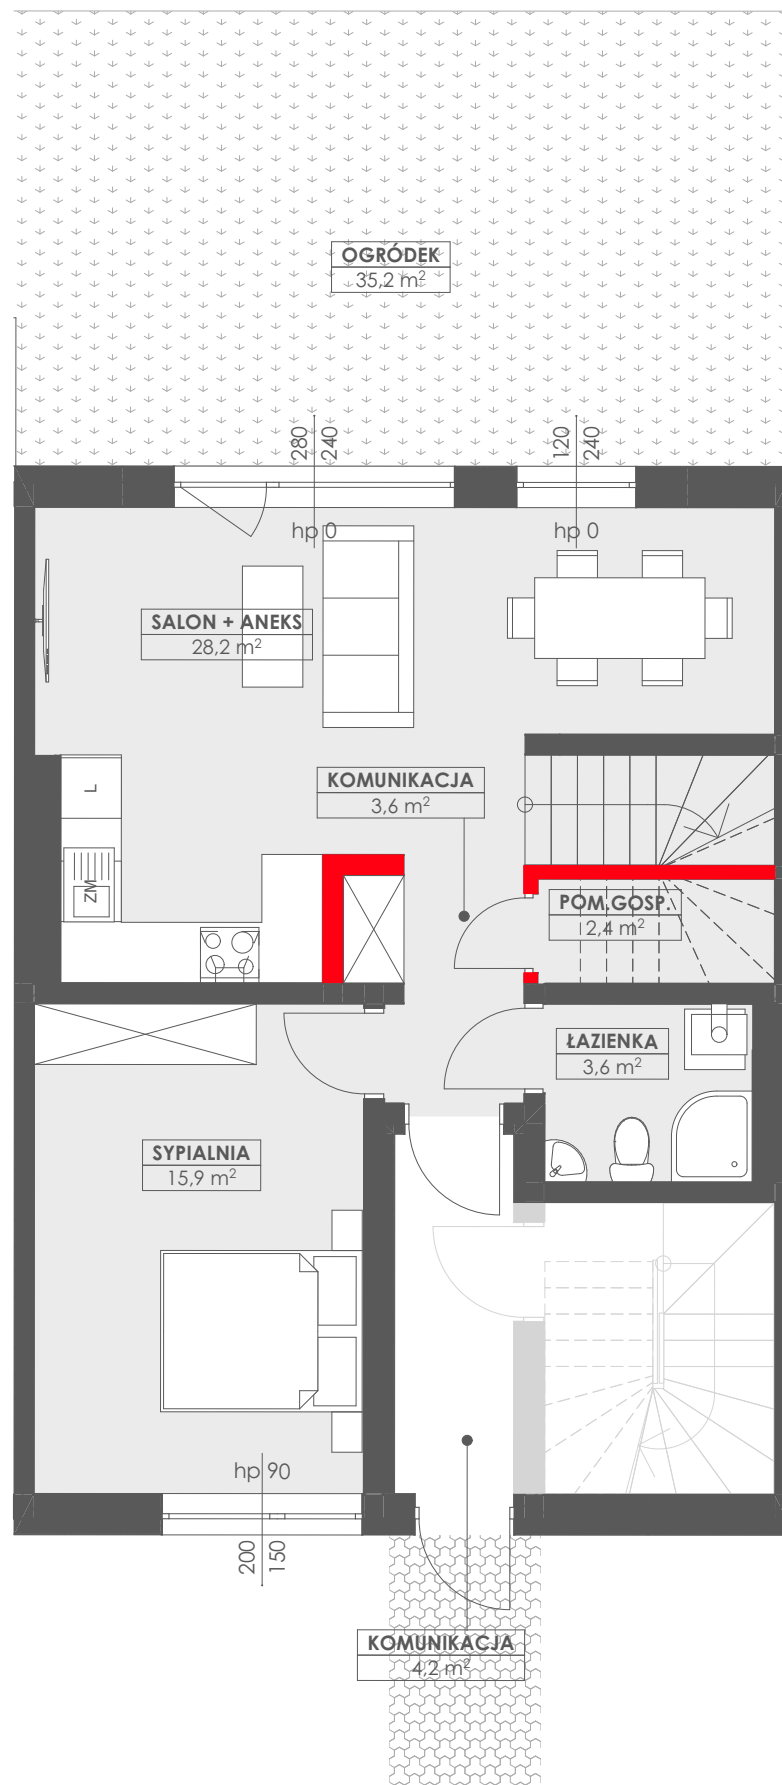 OGRÓDEK
35,2 m²
280
240
120
240
hp 0
hp 0
SALON + ANEKS
28,2 m²
KOMUNIKACJA
3,6 m²
L
ZM
POM.GOSP.
2,4 m²
ŁAZIENKA
3,6 m²
SYPIALNIA
15,9 m²
hp 90
200
150
KOMUNIKACJA
4,2 m²